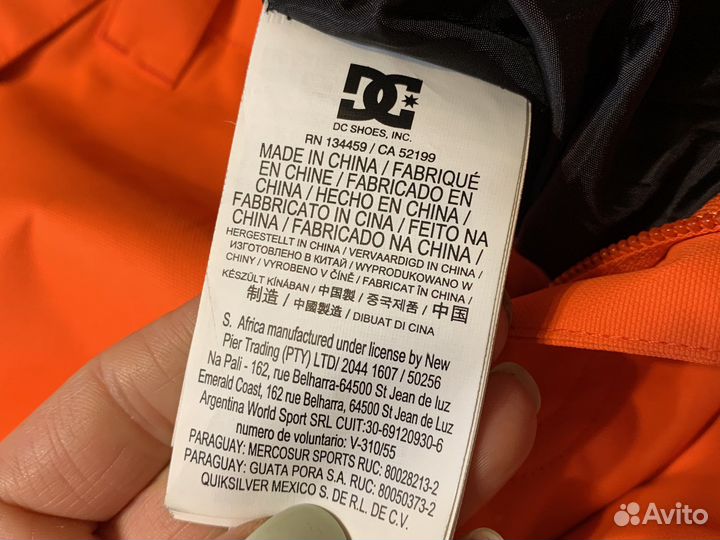 DC
DC SHOES, INC.
RN 134459 / CA 52199
MADE IN CHINA / FABRIQUÉ
EN CHINE / FABRICADO EN
CHINA / HECHO EN CHINA /
FABBRICATO IN CINA / FEITO NA
CHINA / FABRICADO NA CHINA /
HERGESTELLT IN CHINA / VERVAARDIGD IN CHINA /
ИЗГОТОВЛЕНО В КИТАЙ / WYPRODUKOWANO W
CHINY / VYROBENO V ČÍNĚ / FABRICAT ÎN CHINA /
KÉSZÜLT KÍNÁBAN / 中国製 / 중국제품 / 中国
制造 / 中國製造 / DIBUAT DI CINA
S. Africa manufactured under license by New
Pier Trading (PTY) LTD/ 2044 1607 / 50256
Na Pali - 162, rue Belharra-64500 St Jean de luz
Emerald Coast, 162 rue Belharra, 64500 St Jean de Luz
Argentina World Sport SRL CUIT:30-69120930-6
numero de voluntario: V-310/55
PARAGUAY: MERCOSUR SPORTS RUC: 80028213-2
PARAGUAY: GUATA PORA S.A. RUC: 80050373-2
QUIKSILVER MEXICO S. DE R.L. DE C.V.
Avito